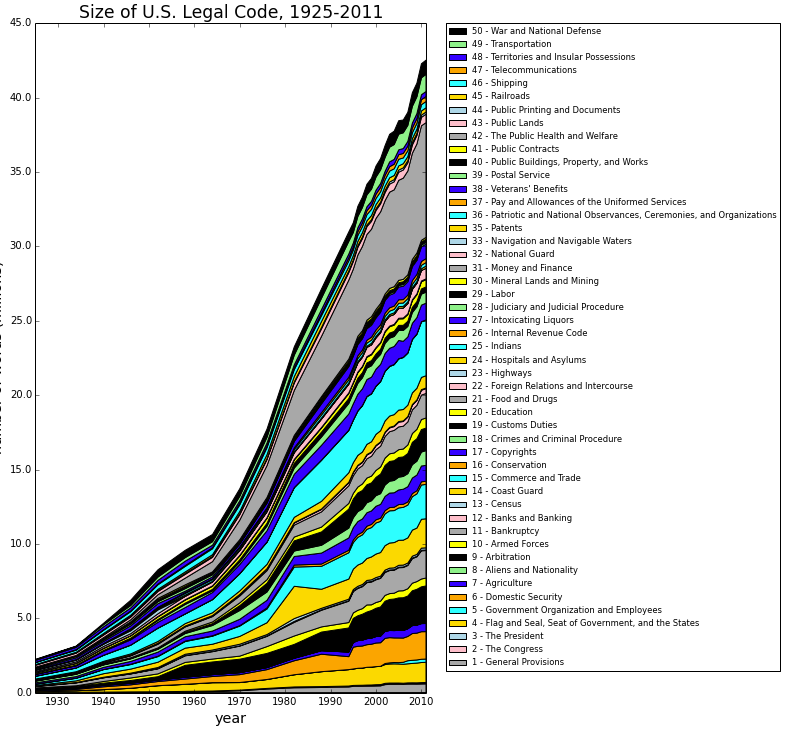 Size of U.S. Legal Code, 1925-2011
45.0
40.0
35.0
30.0
25.0
20.0
15.0
10.0
5.0
0.0
1930 1940 1950 1960 1970 1980 1990 2000 2010
year
50 - War and National Defense
49 - Transportation
48 - Territories and Insular Possessions
47 - Telecommunications
46 - Shipping
45 - Railroads
44 - Public Printing and Documents
43 - Public Lands
42 - The Public Health and Welfare
41 - Public Contracts
40 - Public Buildings, Property, and Works
39 - Postal Service
38 - Veterans' Benefits
37 - Pay and Allowances of the Uniformed Services
36 - Patriotic and National Observances, Ceremonies, and Organizations
35 - Patents
33 - Navigation and Navigable Waters
32 - National Guard
31 - Money and Finance
30 - Mineral Lands and Mining
29 - Labor
28 - Judiciary and Judicial Procedure
27 - Intoxicating Liquors
26 - Internal Revenue Code
25 - Indians
24 - Hospitals and Asylums
23 - Highways
22 - Foreign Relations and Intercourse
21 - Food and Drugs
20 - Education
19 - Customs Duties
18 - Crimes and Criminal Procedure
17 - Copyrights
16 - Conservation
15 - Commerce and Trade
14 - Coast Guard
13 - Census
12 - Banks and Banking
11 - Bankruptcy
10 - Armed Forces
9 - Arbitration
8 - Aliens and Nationality
7 - Agriculture
6 - Domestic Security
5 - Government Organization and Employees
4 - Flag and Seal, Seat of Government, and the States
3 - The President
2 - The Congress
1 - General Provisions